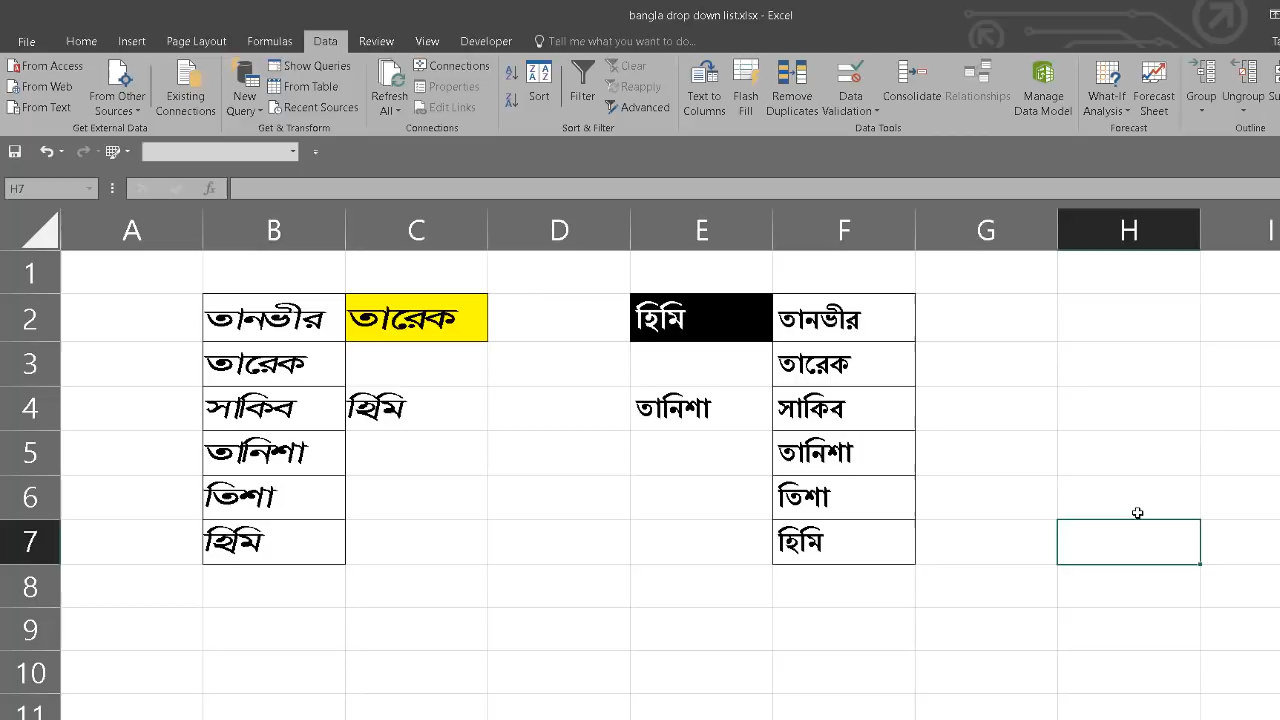 bangla drop down list.xlsx - Excel
File Home Insert Page Layout Formulas Data Review View Developer Tell me what you want to do...
From Access
From Web
From Text
From Other Sources
Existing Connections
Get External Data
New Query
Show Queries
From Table
Recent Sources
Get & Transform
Refresh All
Connections
Properties
Edit Links
Connections
Sort
Filter
Clear
Reapply
Advanced
Sort & Filter
Text to Columns
Flash Fill
Remove Duplicates
Data Validation
Consolidate
Relationships
Manage Data Model
Data Tools
What-If Analysis
Forecast Sheet
Forecast
Group
Ungroup
Outline
H7 fx
A B C D E F G H I
1
2 তানভীর তারেক হিমি তানভীর
3 তারেক তারেক
4 সাকিব হিমি তানিশা সাকিব
5 তানিশা তানিশা
6 তিশা তিশা
7 হিমি হিমি
8
9
10
11